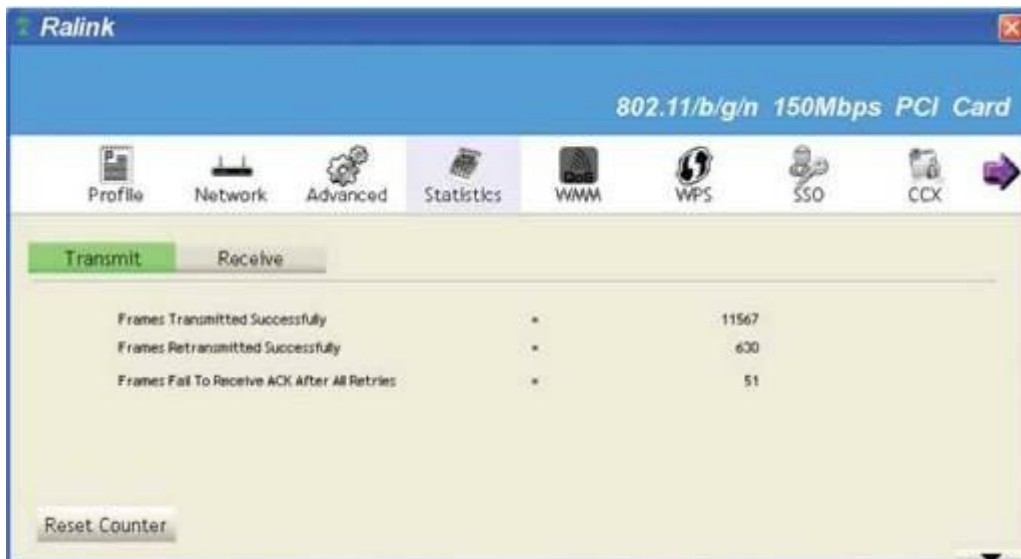 Ralink
802.11/b/g/n 150Mbps PCI Card
Profile Network Advanced Statistics WMM WPS SSO CCX
QoS
Transmit Receive
Frames Transmitted Successfully = 11567
Frames Retransmitted Successfully = 630
Frames Fail To Receive ACK After All Retries = 51
Reset Counter